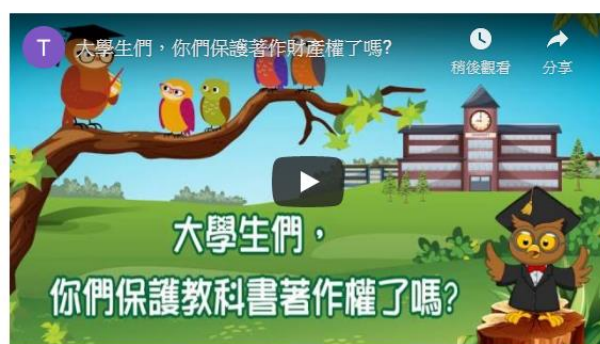 T
大學生們，你們保護著作財產權了嗎?
稍後觀看
分享
大學生們，
你們保護教科書著作權了嗎?